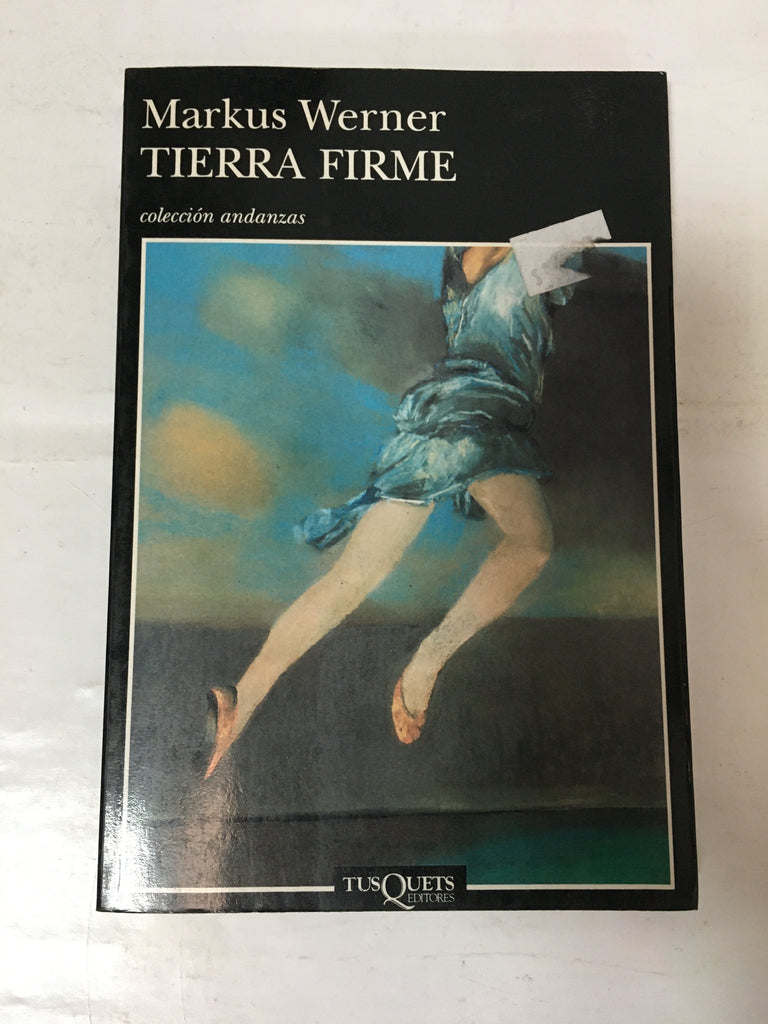 Markus Werner
TIERRA FIRME
colección andanzas
TUSQUETS
EDITORES